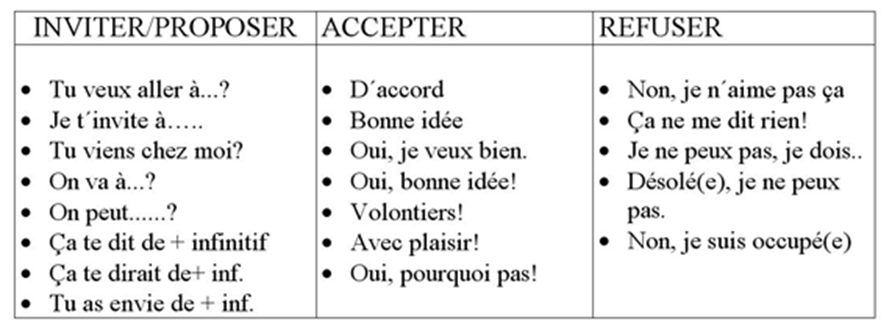 INVITER/PROPOSER
• Tu veux aller à...?
• Je t´invite à…..
• Tu viens chez moi?
• On va à...?
• On peut......?
• Ça te dit de + infinitif
• Ça te dirait de+ inf.
• Tu as envie de + inf.
ACCEPTER
• D´accord
• Bonne idée
• Oui, je veux bien.
• Oui, bonne idée!
• Volontiers!
• Avec plaisir!
• Oui, pourquoi pas!
REFUSER
• Non, je n´aime pas ça
• Ça ne me dit rien!
• Je ne peux pas, je dois..
• Désolé(e), je ne peux
pas.
• Non, je suis occupé(e)